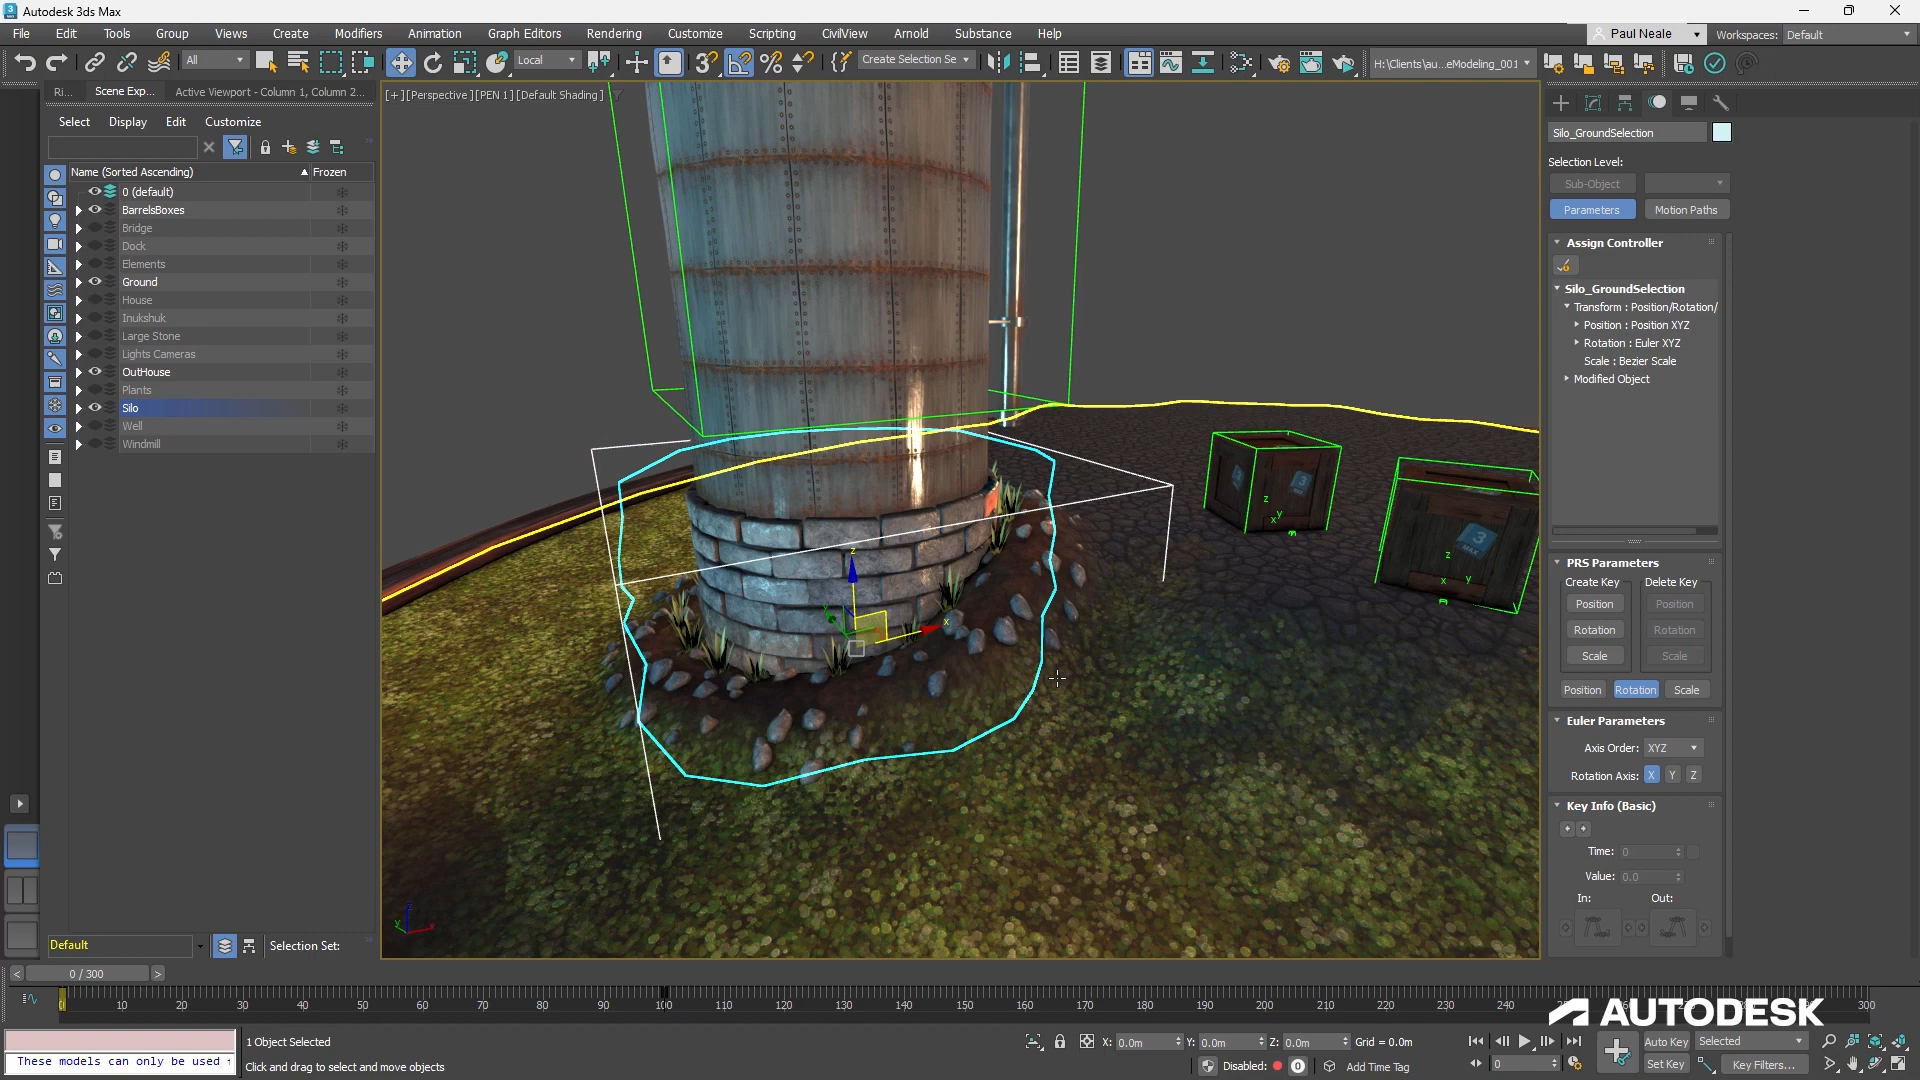 Autodesk 3ds Max
File Edit Tools Group Views Create Modifiers Animation Graph Editors Rendering Customize Scripting CivilView Arnold Substance Help
Paul Neale
Workspaces: Default
All
Local
Create Selection Se
H:\Clients\au...eModeling_001
Ri...
Scene Exp...
Active Viewport - Column 1, Column 2...
Select Display Edit Customize
Name (Sorted Ascending)
Frozen
0 (default)
BarrelsBoxes
Bridge
Dock
Elements
Ground
House
Inukshuk
Large Stone
Lights Cameras
OutHouse
Plants
Silo
Well
Windmill
Default
Selection Set:
[+] [Perspective] [PEN 1] [Default Shading]
Silo_GroundSelection
Selection Level:
Sub-Object
Parameters
Motion Paths
Assign Controller
Silo_GroundSelection
Transform : Position/Rotation/
Position : Position XYZ
Rotation : Euler XYZ
Scale : Bezier Scale
Modified Object
PRS Parameters
Create Key
Delete Key
Position Position
Rotation Rotation
Scale Scale
Position Rotation Scale
Euler Parameters
Axis Order: XYZ
Rotation Axis: X Y Z
Key Info (Basic)
Time: 0
Value: 0.0
In: Out:
0 / 300
10 20 30 40 50 60 70 80 90 100 110 120 130 140 150 160 170 180 190 200 210 220 230 240 300
AUTODESK
These models can only be used
1 Object Selected
Click and drag to select and move objects
X: 0.0m Y: 0.0m Z: 0.0m Grid = 0.0m
Disabled: 0
Add Time Tag
0
Auto Key
Set Key
Selected
Key Filters...